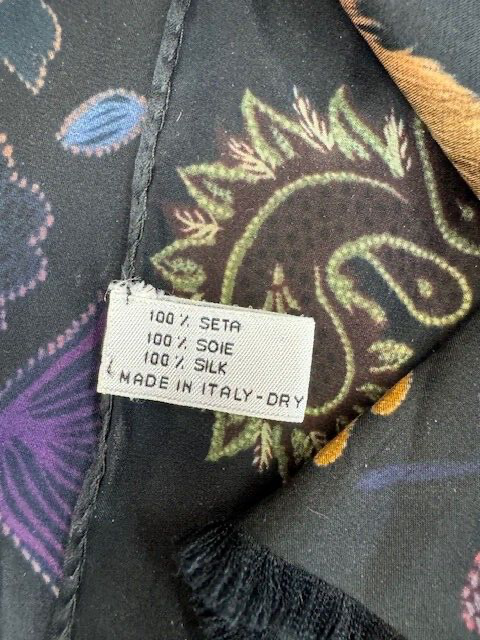 100% SETA
100% SOIE
100% SILK
MADE IN ITALY-DRY